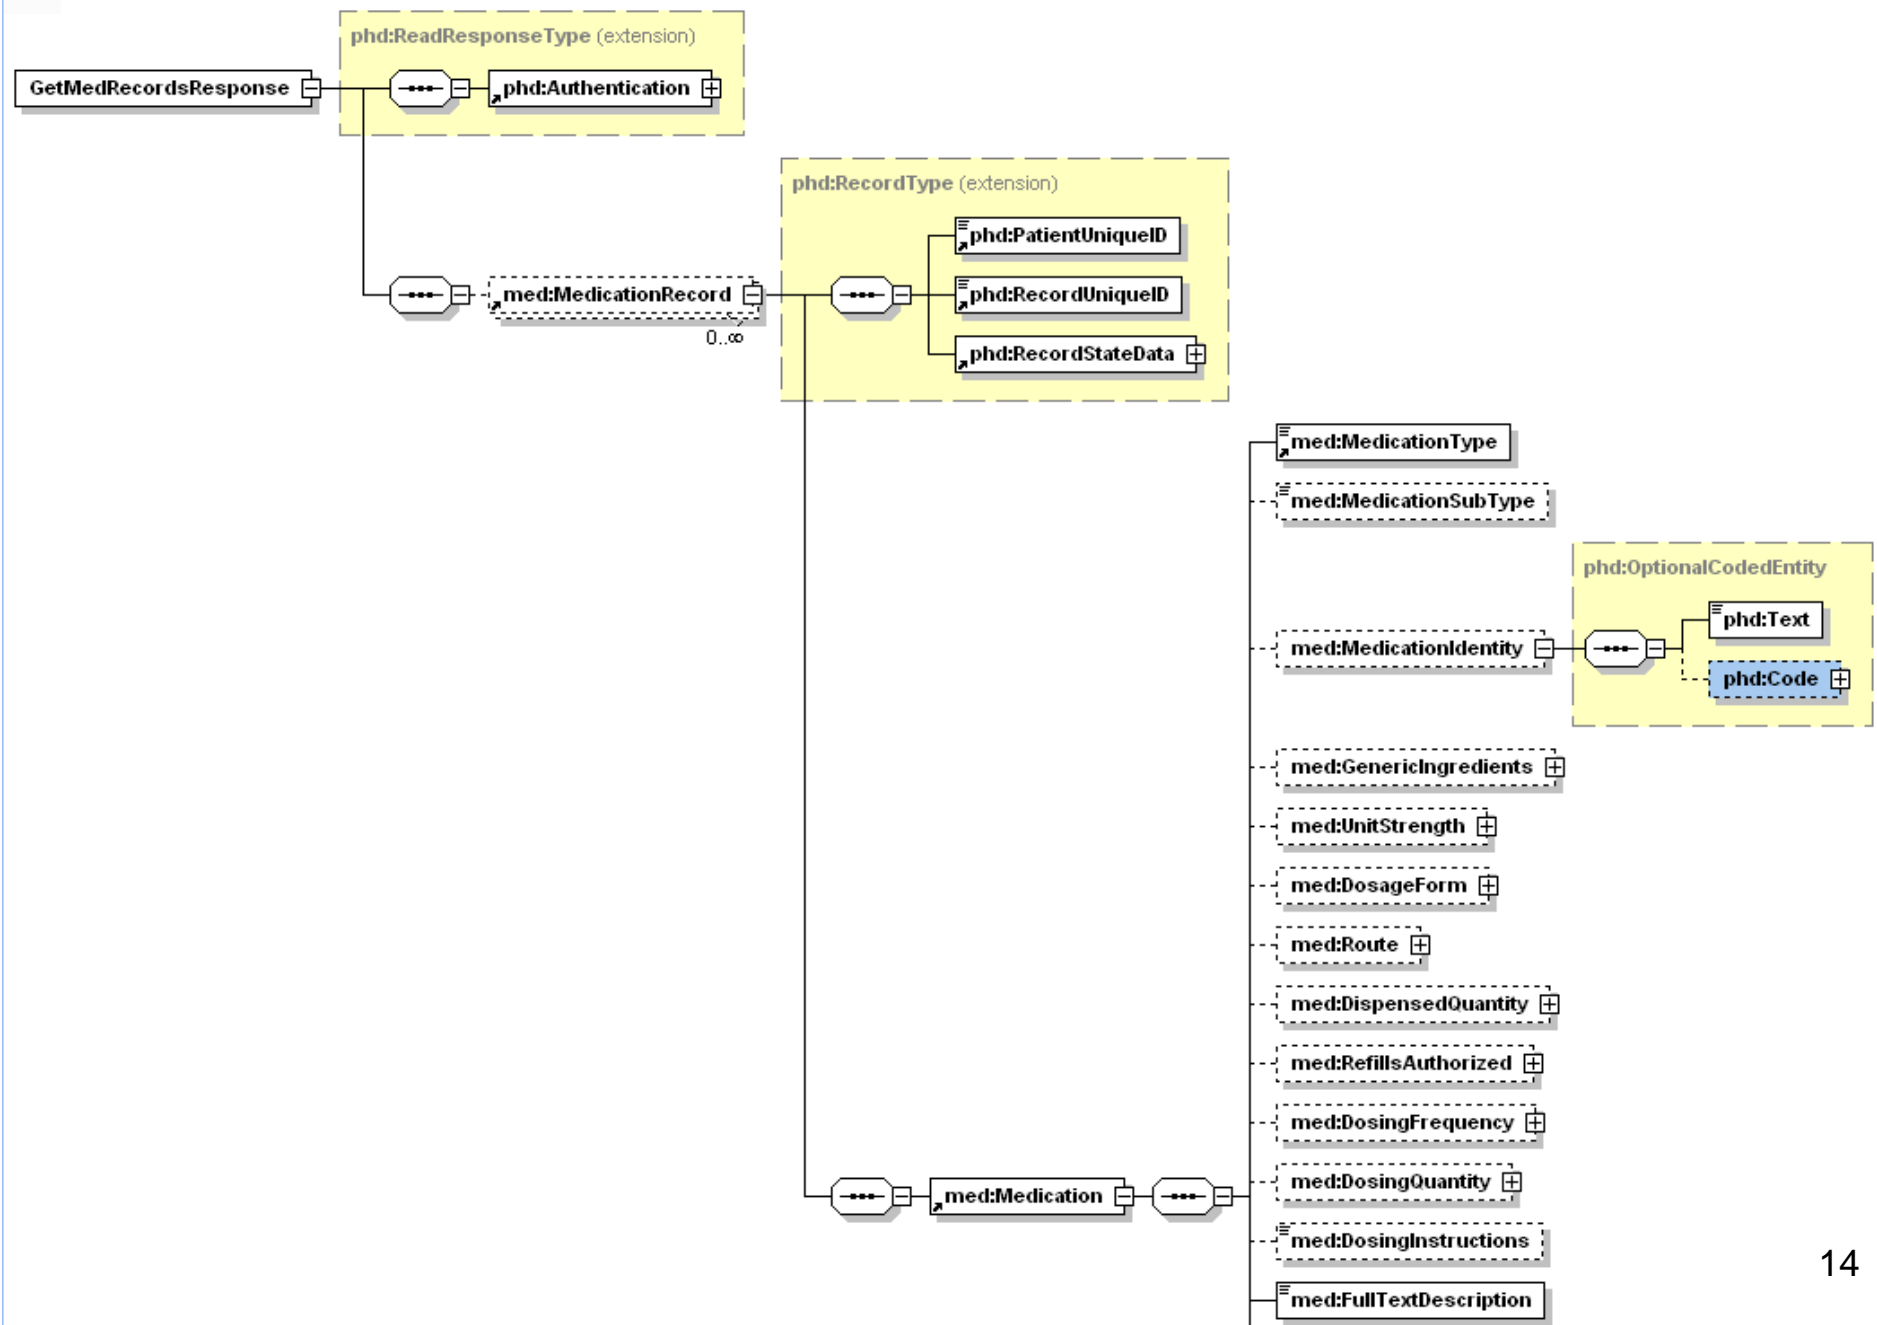 phd:ReadResponseType (extension)
GetMedRecordsResponse
phd:Authentication
phd:RecordType (extension)
phd:PatientUniqueID
med:MedicationRecord
phd:RecordUniqueID
0..∞
phd:RecordStateData
med:MedicationType
med:MedicationSubType
phd:OptionalCodedEntity
phd:Text
med:MedicationIdentity
phd:Code
med:GenericIngredients
med:UnitStrength
med:DosageForm
med:Route
med:DispensedQuantity
med:RefillsAuthorized
med:DosingFrequency
med:DosingQuantity
med:Medication
med:DosingInstructions
14
med:FullTextDescription